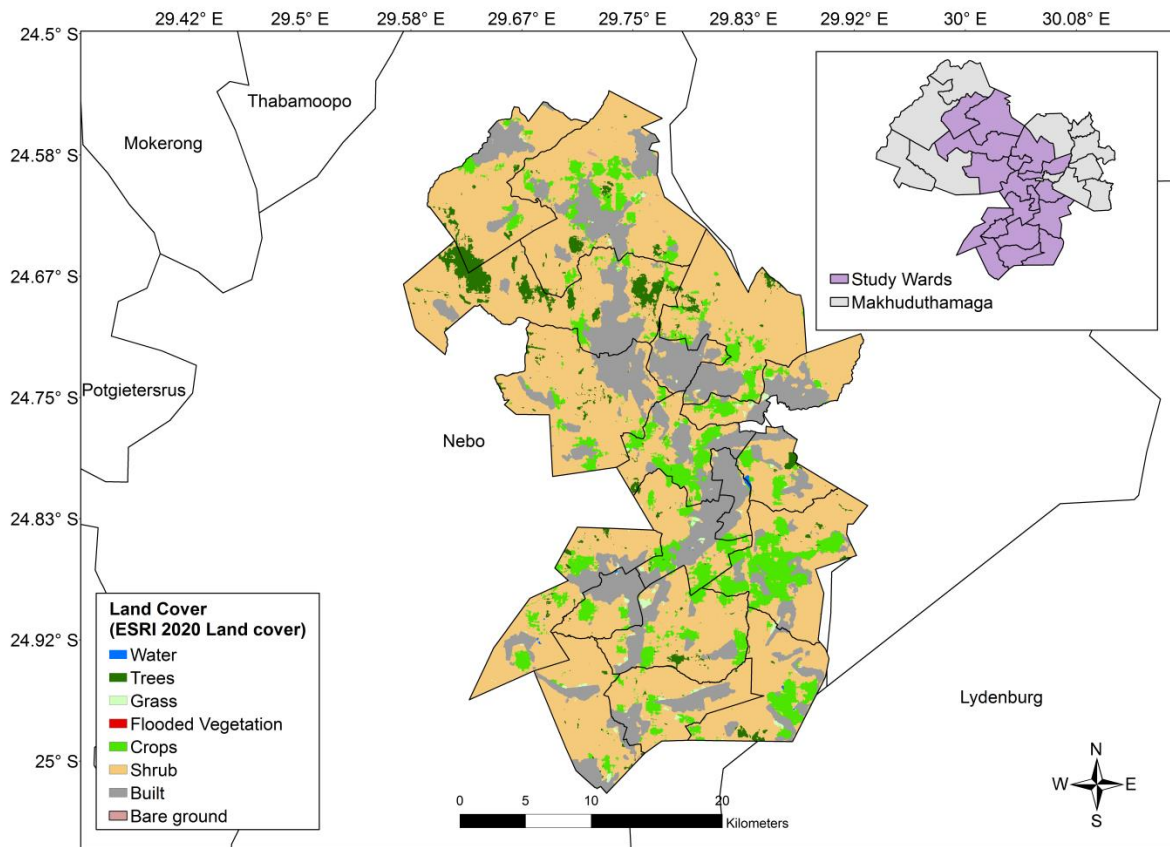 29.42° E 29.5° E 29.58° E 29.67° E 29.75° E 29.83° E 29.92° E 30° E 30.08° E
24.5° S
24.58° S
24.67° S
24.75° S
24.83° S
24.92° S
25° S
Thabamoopo
Mokerong
Potgietersrus
Nebo
Lydenburg
Study Wards
Makhuduthamaga
Land Cover
(ESRI 2020 Land cover)
Water
Trees
Grass
Flooded Vegetation
Crops
Shrub
Built
Bare ground
0 5 10 20
Kilometers
N
W E
S